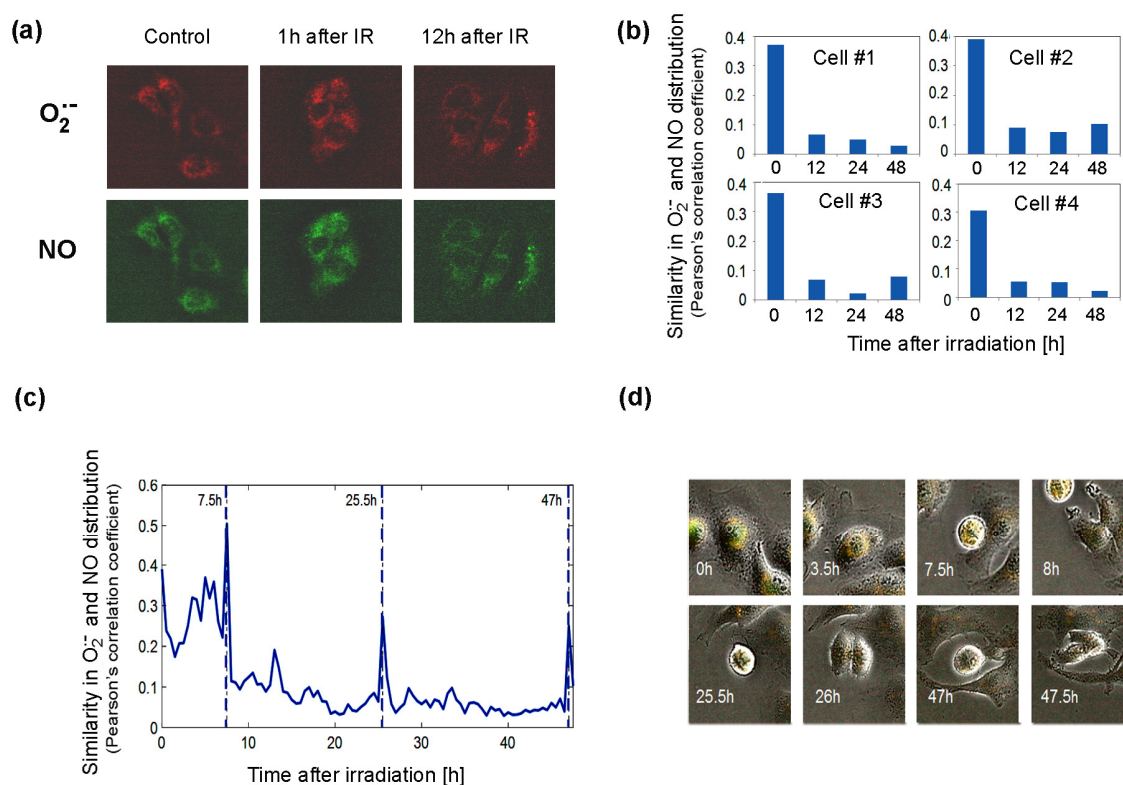 (a)
Control
1h after IR
12h after IR
O₂·⁻
NO
(b)
Similarity in O₂·⁻ and NO distribution
(Pearson's correlation coefficient)
0.4
0.3
0.2
0.1
0
Cell #1
0 12 24 48
0.4
0.3
0.2
0.1
0
Cell #2
0 12 24 48
0.4
0.3
0.2
0.1
0
Cell #3
0 12 24 48
0.4
0.3
0.2
0.1
0
Cell #4
0 12 24 48
Time after irradiation [h]
(c)
Similarity in O₂·⁻ and NO distribution
(Pearson's correlation coefficient)
0.6
0.5
0.4
0.3
0.2
0.1
0
7.5h
25.5h
47h
0 10 20 30 40
Time after irradiation [h]
(d)
0h
3.5h
7.5h
8h
25.5h
26h
47h
47.5h